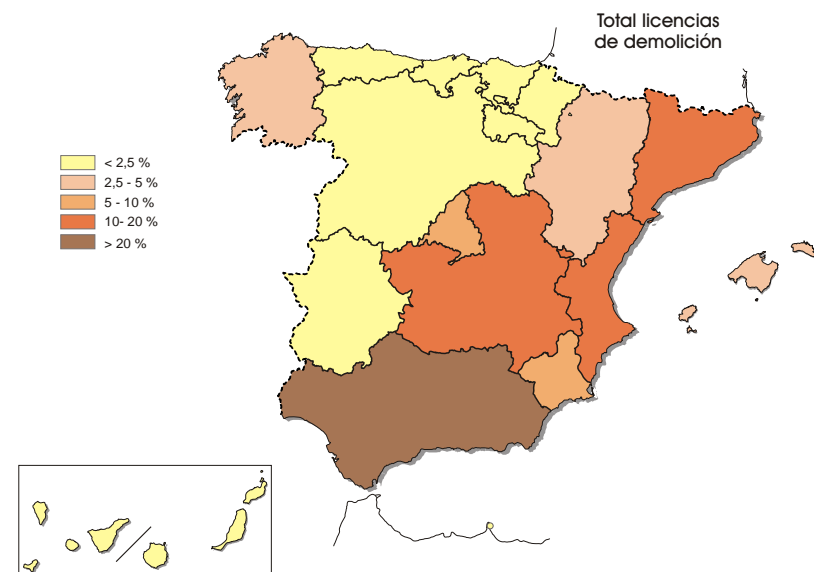 Total licencias
de demolición
< 2,5 %
2,5 - 5 %
5 - 10 %
10- 20 %
> 20 %